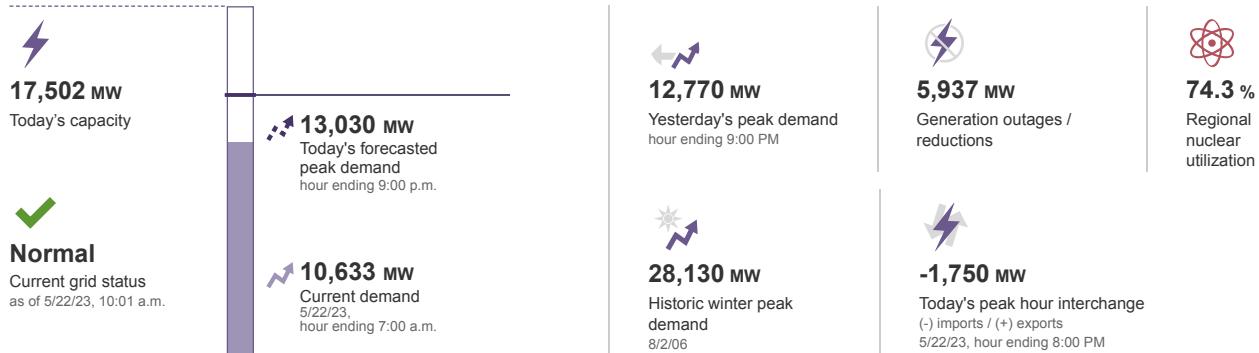 17,502 MW
Today's capacity
Normal
Current grid status
as of 5/22/23, 10:01 a.m.
13,030 MW
Today's forecasted
peak demand
hour ending 9:00 p.m.
10,633 MW
Current demand
5/22/23,
hour ending 7:00 a.m.
12,770 MW
Yesterday's peak demand
hour ending 9:00 PM
5,937 MW
Generation outages /
reductions
74.3 %
Regional
nuclear
utilization
28,130 MW
Historic winter peak
demand
8/2/06
-1,750 MW
Today's peak hour interchange
(-) imports / (+) exports
5/22/23, hour ending 8:00 PM